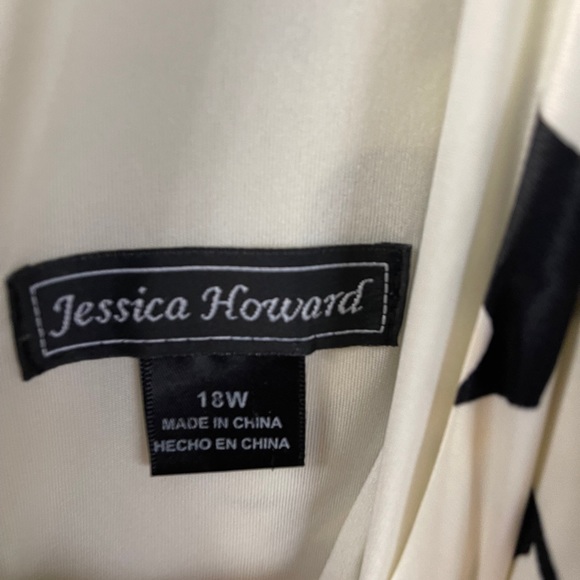 Jessica Howard
18W
MADE IN CHINA
HECHO EN CHINA